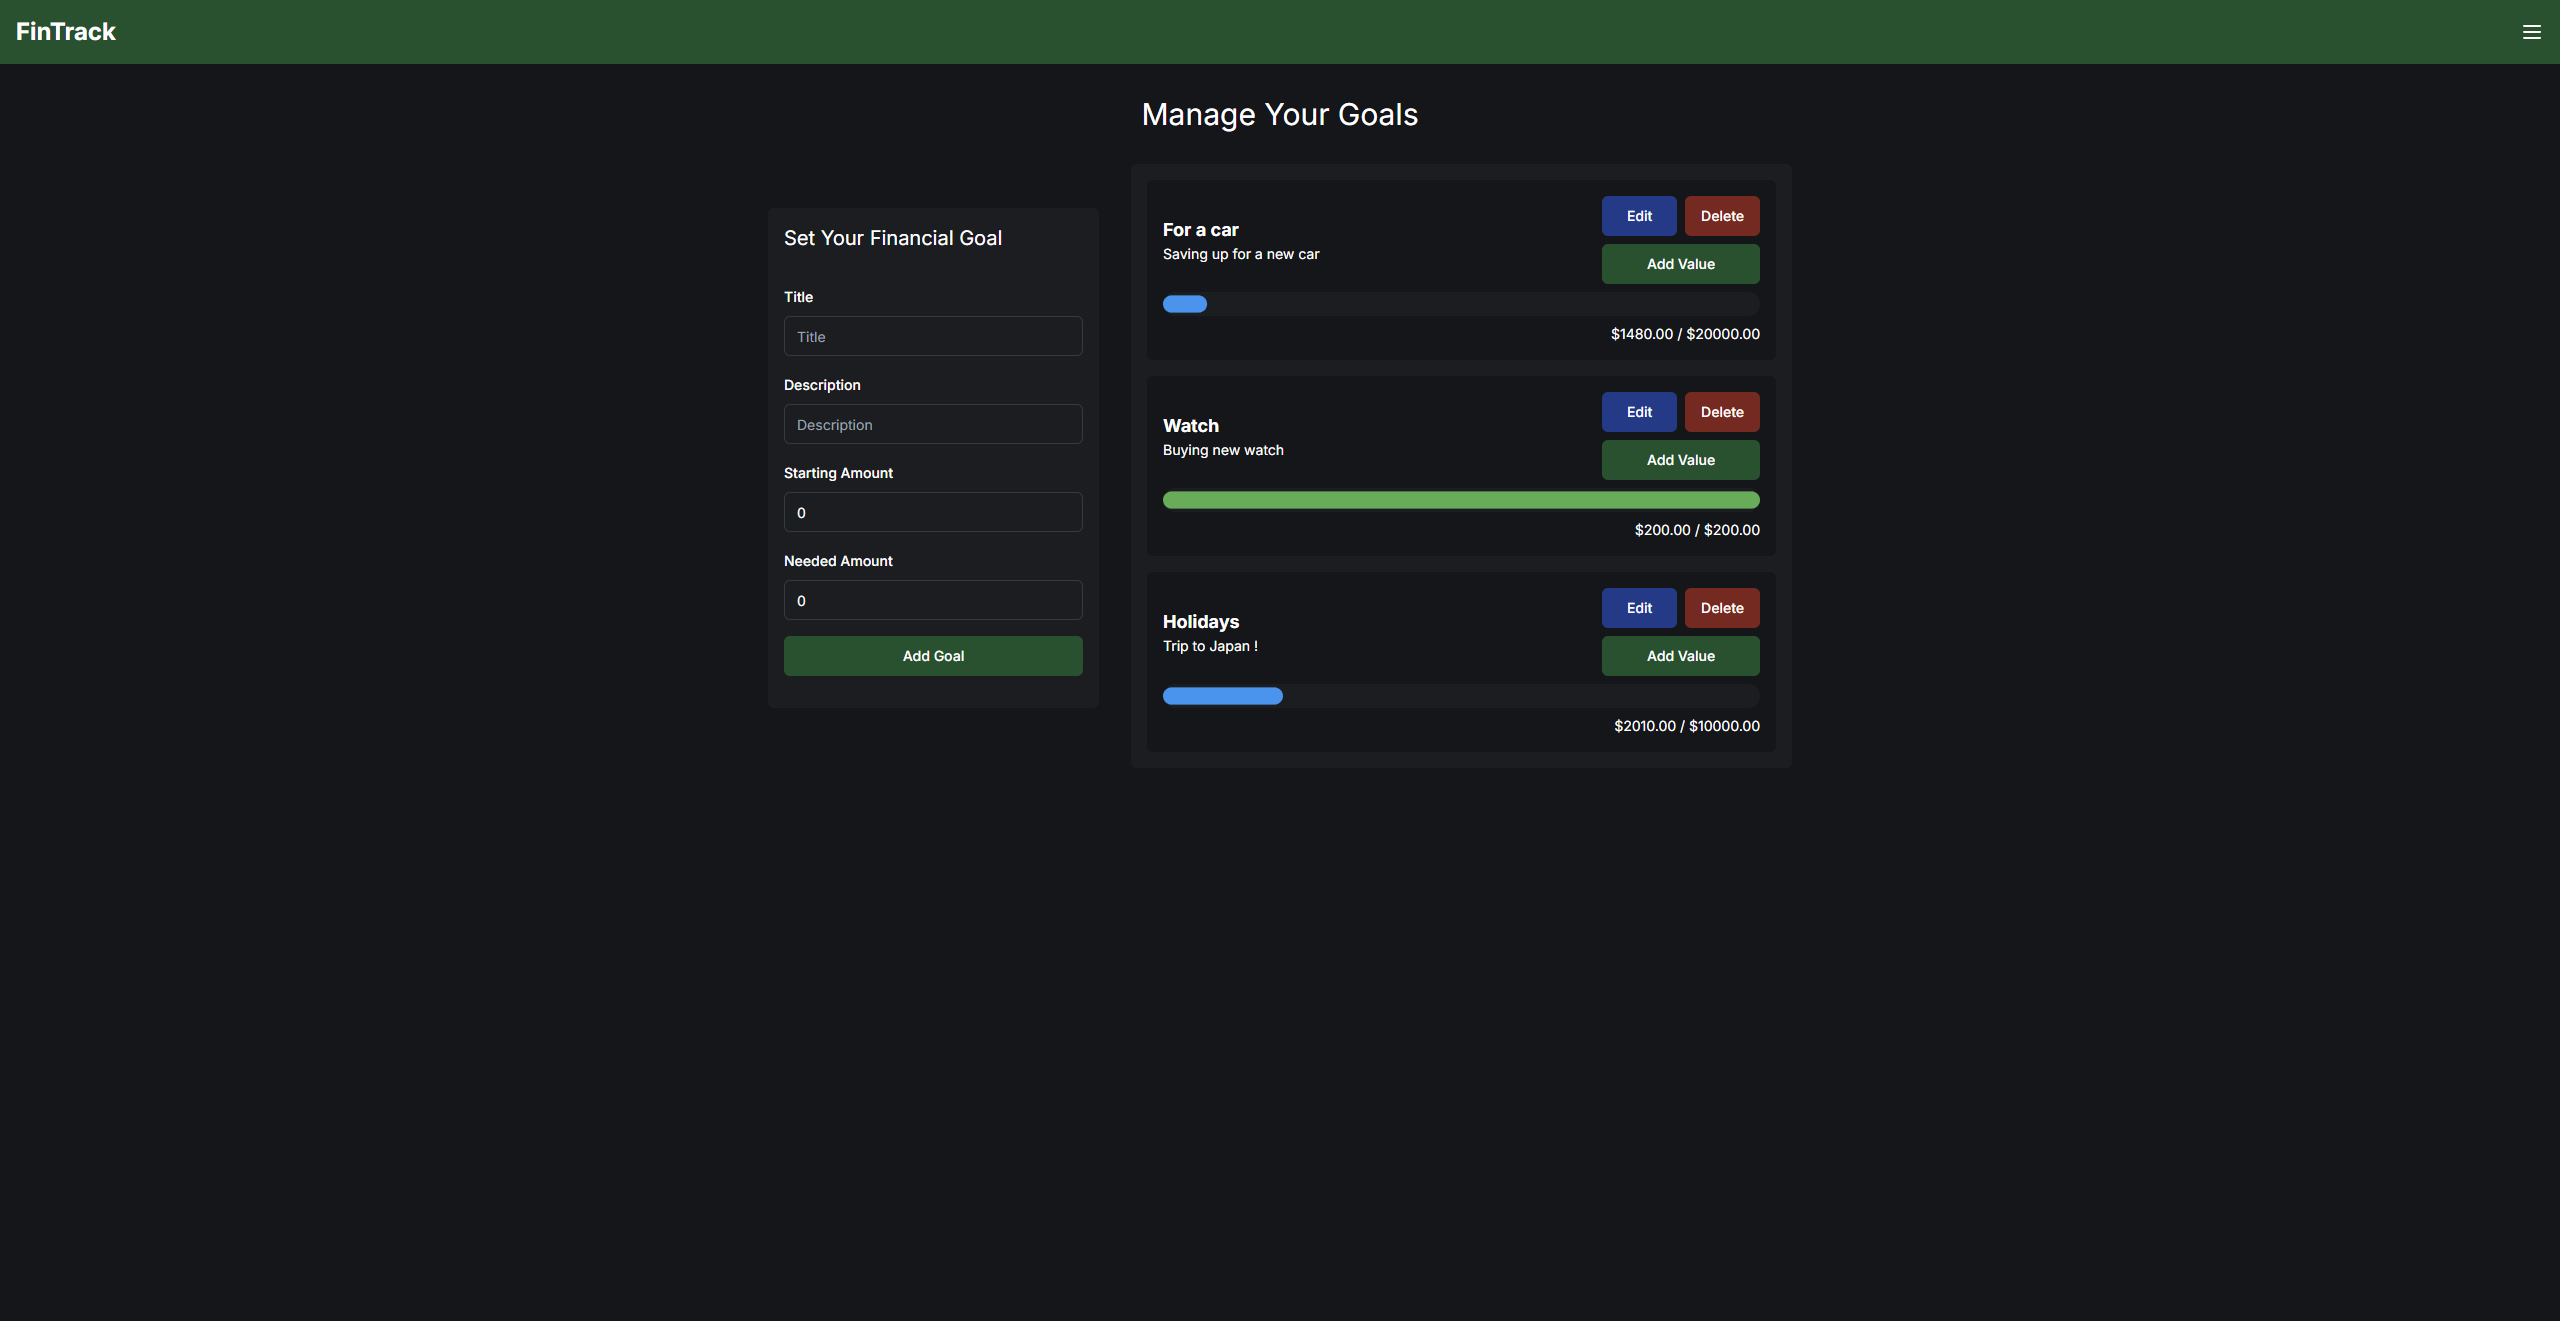 FinTrack
Manage Your Goals
Set Your Financial Goal
Title
Title
Description
Description
Starting Amount
0
Needed Amount
0
Add Goal
For a car
Saving up for a new car
Edit
Delete
Add Value
$1480.00 / $20000.00
Watch
Buying new watch
Edit
Delete
Add Value
$200.00 / $200.00
Holidays
Trip to Japan !
Edit
Delete
Add Value
$2010.00 / $10000.00